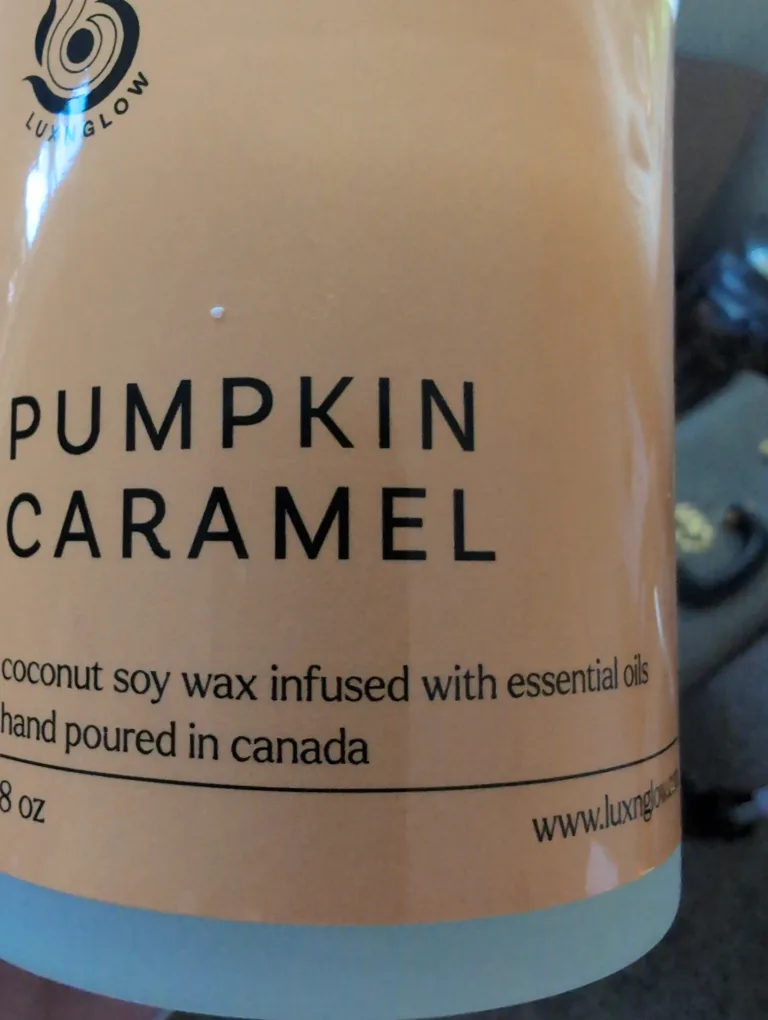 LUXNGLOW
PUMPKIN
CARAMEL
coconut soy wax infused with essential oils
hand poured in canada
8 oz